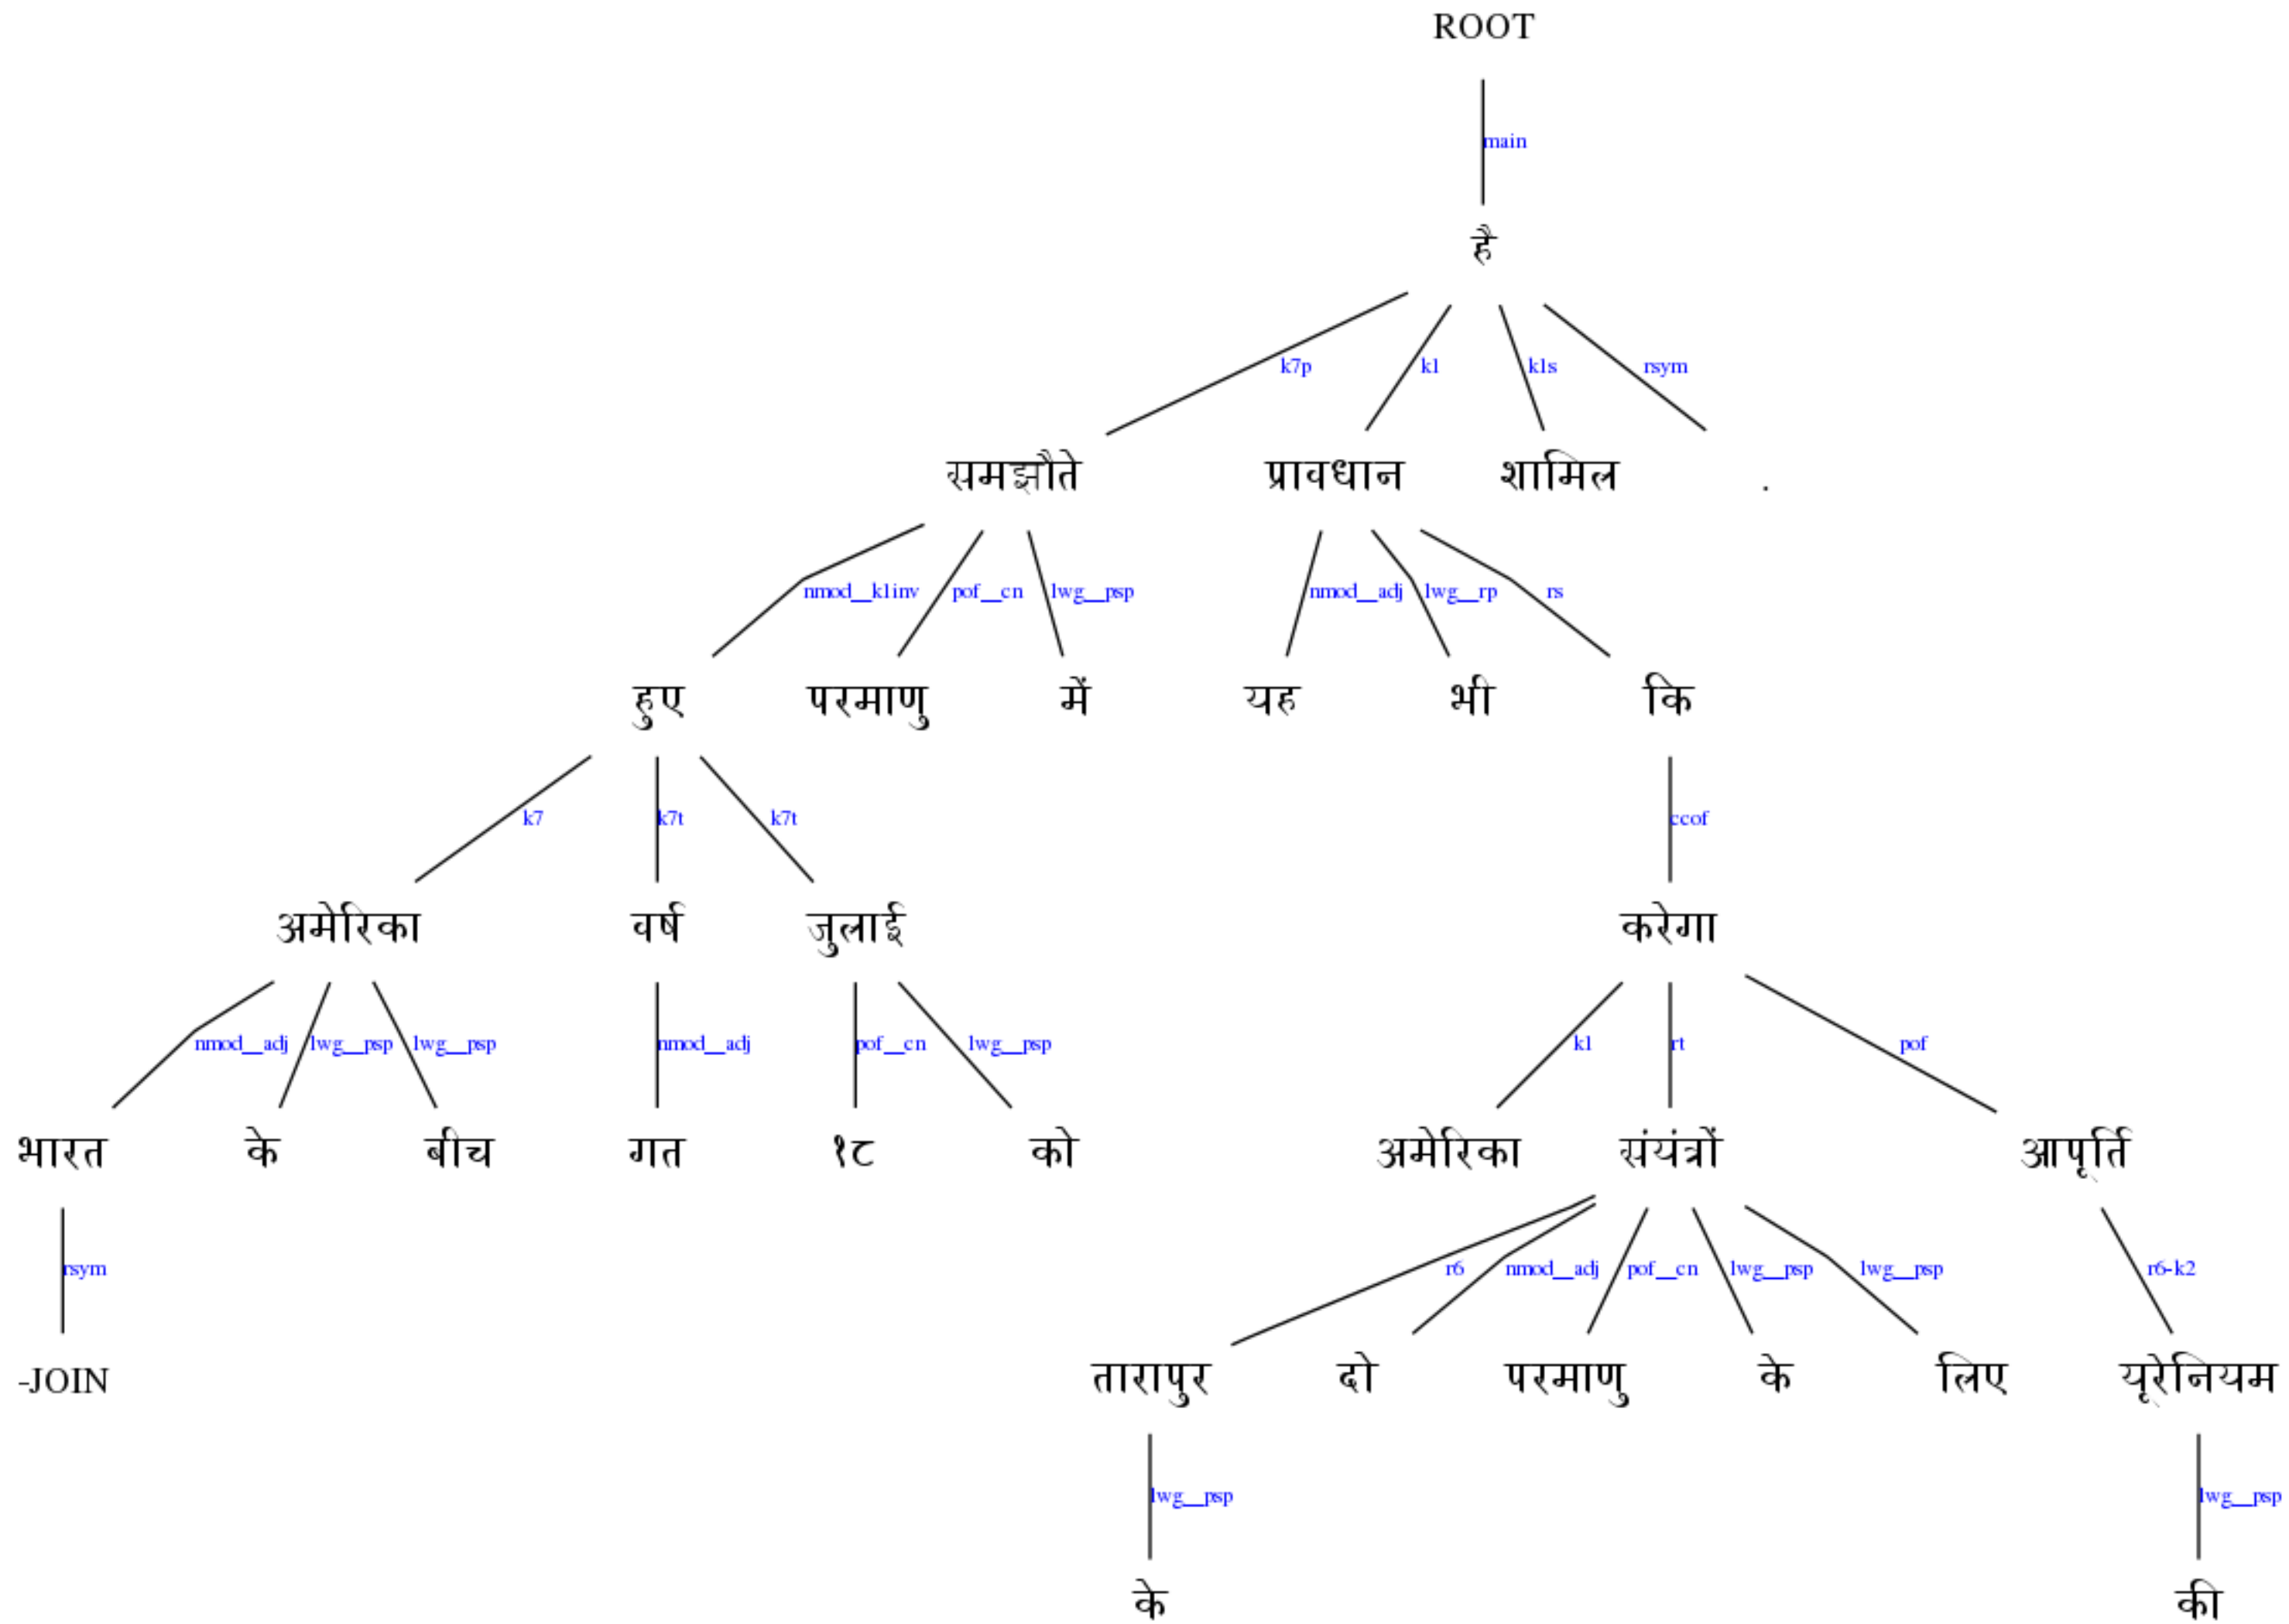 ROOT
main
है
k7p k1 k1s rsym
समझौते प्रावधान शामिल .
nmod__k1inv pof__cn lwg__psp nmod__adj lwg__rp rs
हुए परमाणु में यह भी कि
k7 k7t k7t ccof
अमेरिका वर्ष जुलाई करेगा
nmod__adj lwg__psp lwg__psp nmod__adj pof__cn lwg__psp k1 rt pof
भारत के बीच गत १८ को अमेरिका संयंत्रों आपूर्ति
rsym r6 nmod__adj pof__cn lwg__psp lwg__psp r6-k2
-JOIN तारापुर दो परमाणु के लिए यूरेनियम
lwg__psp lwg__psp
के की